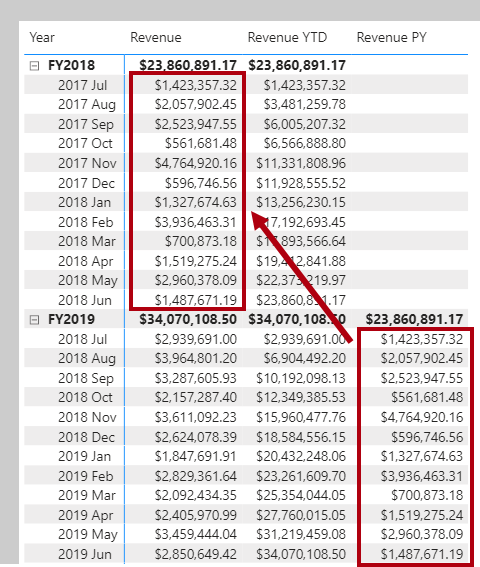 Year Revenue Revenue YTD Revenue PY
FY2018 $23,860,891.17 $23,860,891.17
2017 Jul $1,423,357.32 $1,423,357.32
2017 Aug $2,057,902.45 $3,481,259.78
2017 Sep $2,523,947.55 $6,005,207.32
2017 Oct $561,681.48 $6,566,888.80
2017 Nov $4,764,920.16 $11,331,808.96
2017 Dec $596,746.56 $11,928,555.52
2018 Jan $1,327,674.63 $13,256,230.15
2018 Feb $3,936,463.31 $17,192,693.45
2018 Mar $700,873.18 $17,893,566.64
2018 Apr $1,519,275.24 $19,412,841.88
2018 May $2,960,378.09 $22,373,219.97
2018 Jun $1,487,671.19 $23,860,891.17
FY2019 $34,070,108.50 $34,070,108.50 $23,860,891.17
2018 Jul $2,939,691.00 $2,939,691.00 $1,423,357.32
2018 Aug $3,964,801.20 $6,904,492.20 $2,057,902.45
2018 Sep $3,287,605.93 $10,192,098.13 $2,523,947.55
2018 Oct $2,157,287.40 $12,349,385.53 $561,681.48
2018 Nov $3,611,092.23 $15,960,477.76 $4,764,920.16
2018 Dec $2,624,078.39 $18,584,556.15 $596,746.56
2019 Jan $1,847,691.91 $20,432,248.06 $1,327,674.63
2019 Feb $2,829,361.64 $23,261,609.70 $3,936,463.31
2019 Mar $2,092,434.35 $25,354,044.05 $700,873.18
2019 Apr $2,405,970.99 $27,760,015.05 $1,519,275.24
2019 May $3,459,444.04 $31,219,459.08 $2,960,378.09
2019 Jun $2,850,649.42 $34,070,108.50 $1,487,671.19